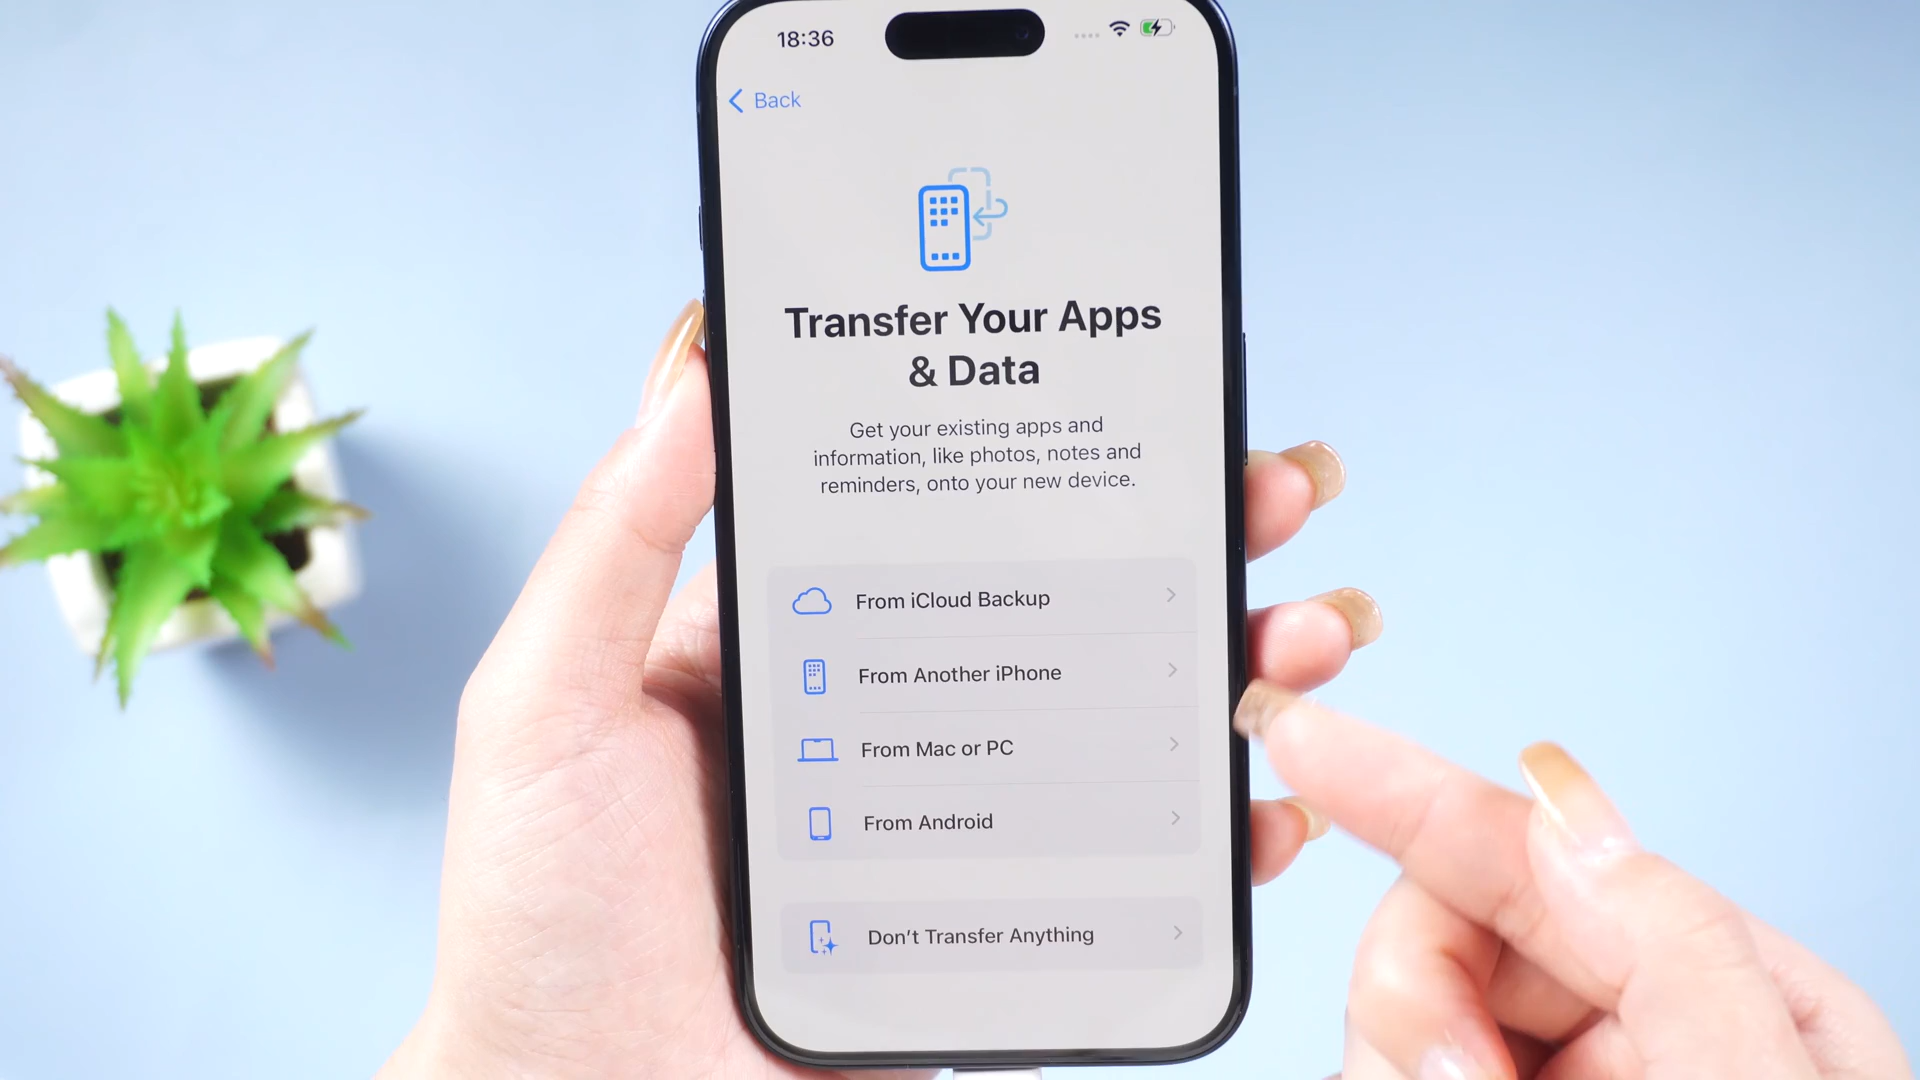 18:36
Back
Transfer Your Apps
& Data
Get your existing apps and
information, like photos, notes and
reminders, onto your new device.
From iCloud Backup
From Another iPhone
From Mac or PC
From Android
Don’t Transfer Anything